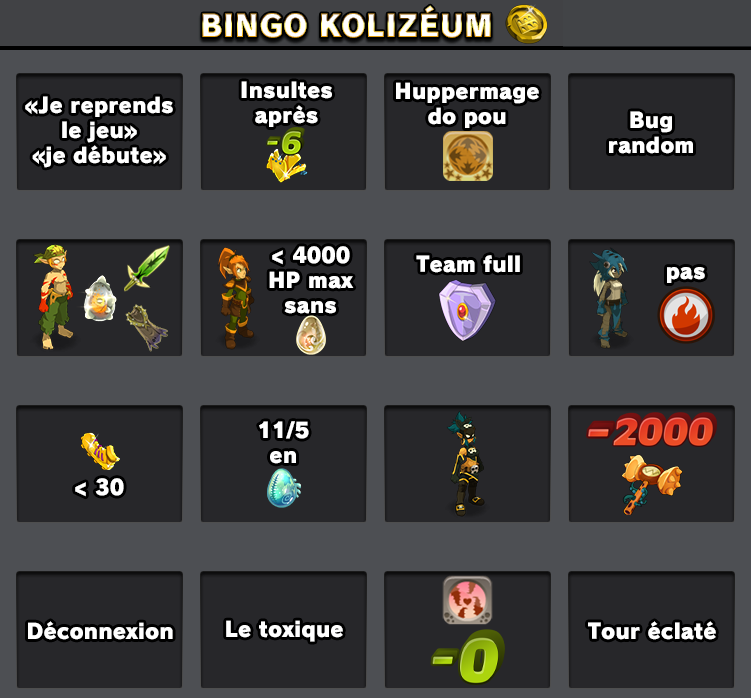 BINGO KOLIZÉUM
«Je reprends
le jeu»
«je débute»
Insultes
après
-6
Huppermage
do pou
Bug
random
< 4000
HP max
sans
Team full
pas
< 30
11/5
en
-2000
Déconnexion
Le toxique
-0
Tour éclaté